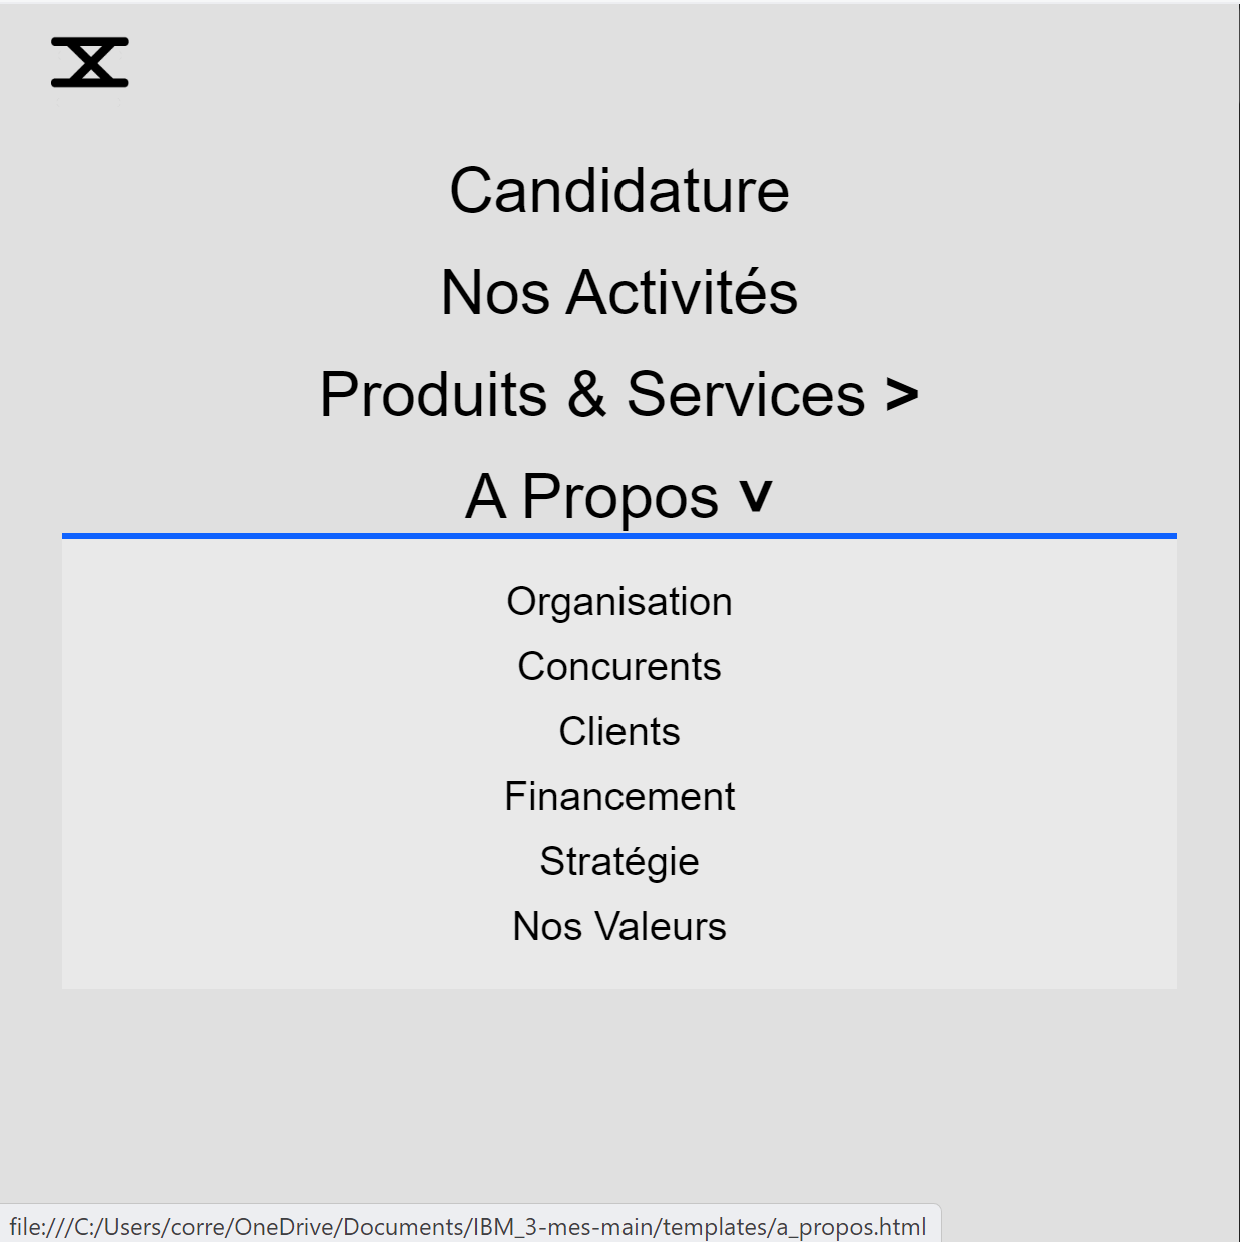 Candidature
Nos Activités
Produits & Services >
A Propos >
Organisation
Concurents
Clients
Financement
Stratégie
Nos Valeurs
file:///C:/Users/corre/OneDrive/Documents/IBM_3-mes-main/templates/a_propos.html